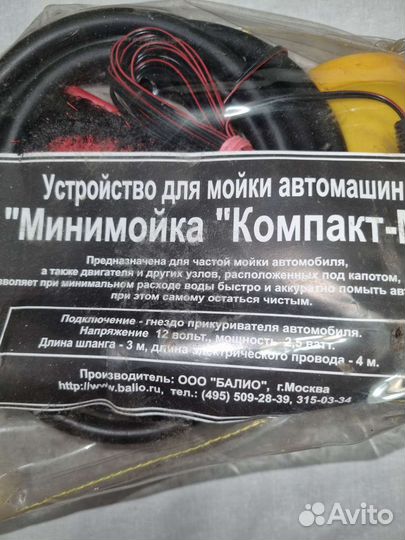 Устройство для мойки автомашин
"Минимойка "Компакт-
Предназначена для частой мойки автомобиля,
а также двигателя и других узлов, расположенных под капотом,
зволяет при минимальном расходе воды быстро и аккуратно помыть авт
при этом самому остаться чистым.
Подключение - гнездо прикуривателя автомобиля.
Напряжение 12 вольт, мощность 2,5 ватт.
Длина шланга - 3 м, длина электрического провода - 4 м.
Производитель: ООО "БАЛИО", г.Москва
http://www.balio.ru, тел.: (495) 509-28-39, 315-03-34
Avito